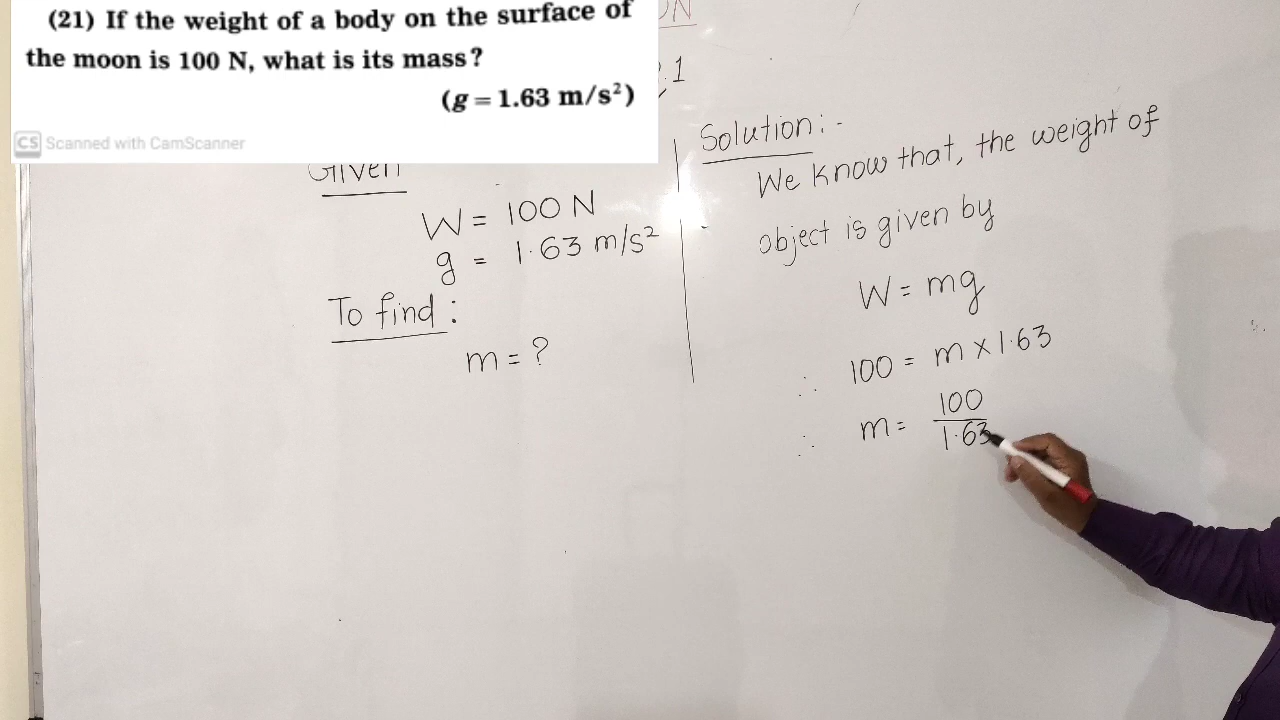 (21) If the weight of a body on the surface of
the moon is 100 N, what is its mass?
(g = 1.63 m/s²)
CS Scanned with CamScanner
Given
W = 100 N
g = 1.63 m/s²
To find :
m = ?
Solution : -
We know that, the weight of
object is given by
W = mg
∴ 100 = m × 1.63
∴ m = 100
1.63